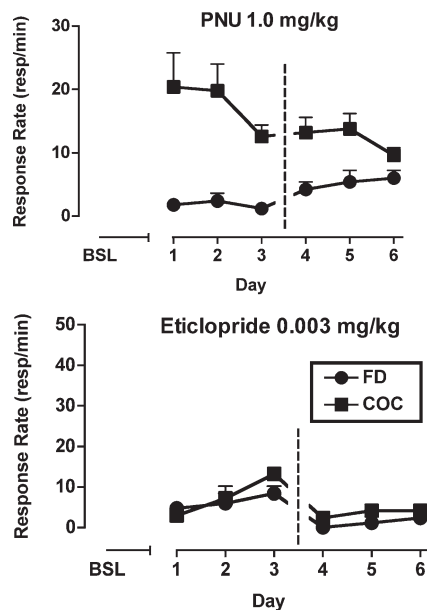 PNU 1.0 mg/kg
Response Rate (resp/min)
30
20
10
0
BSL
1 2 3 4 5 6
Day
Eticlopride 0.003 mg/kg
Response Rate (resp/min)
50
40
30
20
10
0
FD
COC
BSL
1 2 3 4 5 6
Day